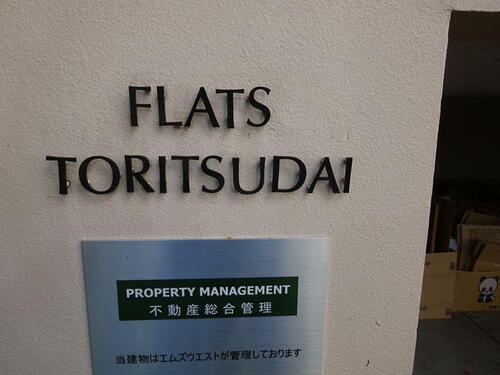 FLATS
TORITSUDAI
PROPERTY MANAGEMENT
不動産総合管理
当建物はエムズウエストが管理しております